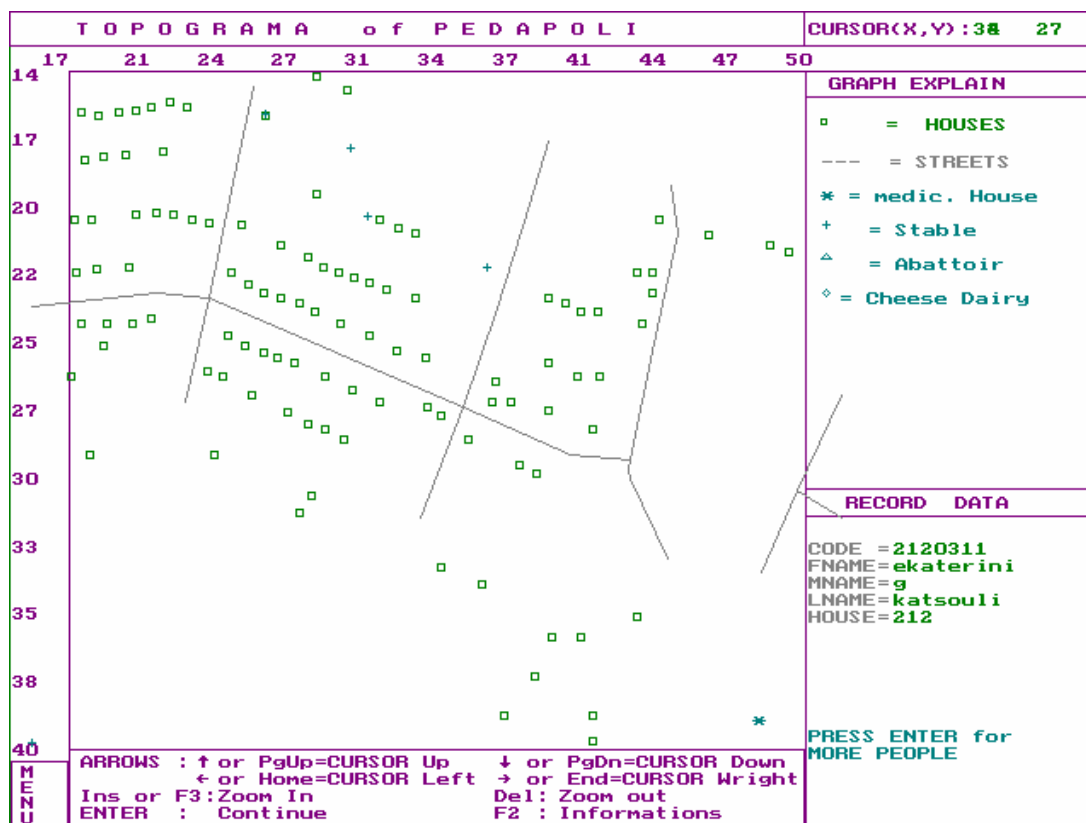 T O P O G R A M A of P E D A P O L I
CURSOR(X,Y): 27
17 21 24 27 31 34 37 41 44 47 50
14
17
20
22
25
27
30
33
35
38
40
GRAPH EXPLAIN
= HOUSES
--- = STREETS
* = medic. House
+ = Stable
= Abattoir
= Cheese Dairy
RECORD DATA
CODE =2120311
FNAME=ekaterini
MNAME=g
LNAME=katsouli
HOUSE=212
PRESS ENTER for
MORE PEOPLE
MENU
ARROWS :↑ or PgUp=CURSOR Up ↓ or PgDn=CURSOR Down
← or Home=CURSOR Left → or End=CURSOR Wright
Ins or F3:Zoom In Del: Zoom out
ENTER : Continue F2 : Informations